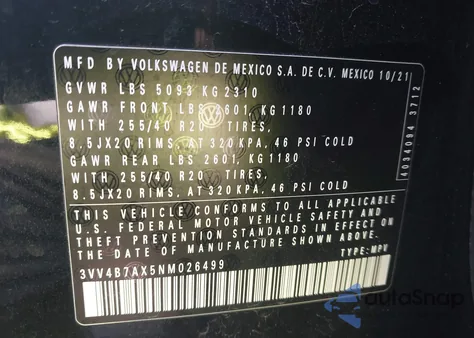 MFD BY VOLKSWAGEN DE MEXICO S.A. DE C.V. MEXICO 10/21
GVWR LBS 5093 KG 2310
GAWR FRONT LBS 2601, KG 1180
WITH 255/40 R20 TIRES,
8.5JX20 RIMS, AT 320 KPA, 46 PSI COLD
GAWR REAR LBS 2601, KG 1180
WITH 255/40 R20 TIRES,
8.5JX20 RIMS, AT 320 KPA, 46 PSI COLD
THIS VEHICLE CONFORMS TO ALL APPLICABLE
U.S. FEDERAL MOTOR VEHICLE SAFETY AND
THEFT PREVENTION STANDARDS IN EFFECT ON
THE DATE OF MANUFACTURE SHOWN ABOVE.
3VV4B7AX5NM026499 TYPE: MPV
4034094 3712
autoSnap